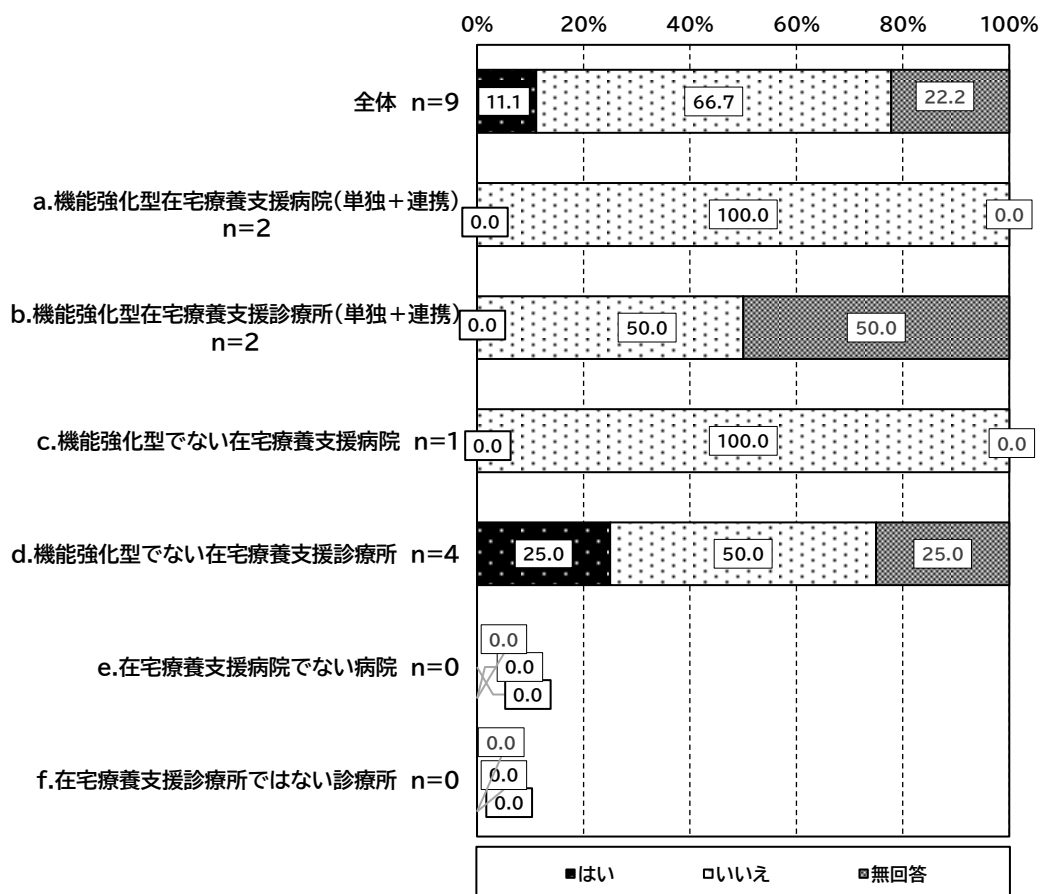 0% 20% 40% 60% 80% 100%
全体 n=9
11.1 66.7 22.2
a.機能強化型在宅療養支援病院(単独+連携)
n=2
0.0 100.0 0.0
b.機能強化型在宅療養支援診療所(単独+連携)
n=2
0.0 50.0 50.0
c.機能強化型でない在宅療養支援病院 n=1
0.0 100.0 0.0
d.機能強化型でない在宅療養支援診療所 n=4
25.0 50.0 25.0
e.在宅療養支援病院でない病院 n=0
0.0
0.0
0.0
f.在宅療養支援診療所ではない診療所 n=0
0.0
0.0
0.0
はい いいえ 無回答